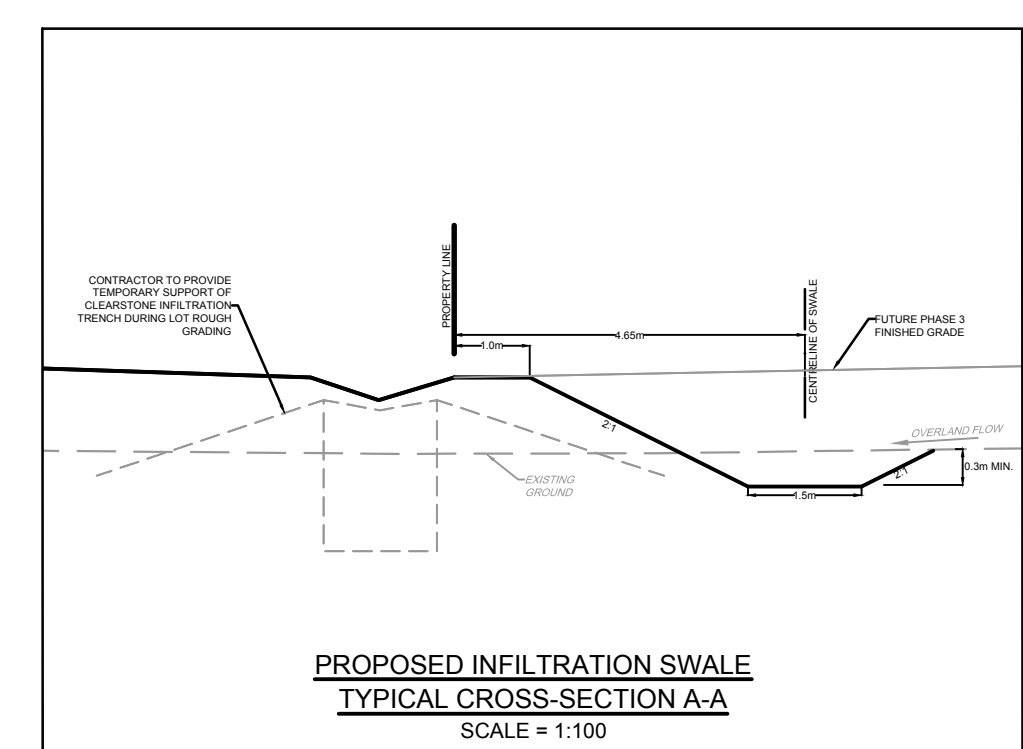 PROPERTY LINE
CENTRELINE OF SWALE
CONTRACTOR TO PROVIDE
TEMPORARY SUPPORT OF
CLEARSTONE INFILTRATION
TRENCH DURING LOT ROUGH
GRADING
4.65m
1.0m
FUTURE PHASE 3
FINISHED GRADE
2:1
OVERLAND FLOW
0.3m MIN.
2:1
EXISTING
GROUND
1.5m
PROPOSED INFILTRATION SWALE
TYPICAL CROSS-SECTION A-A
SCALE = 1:100